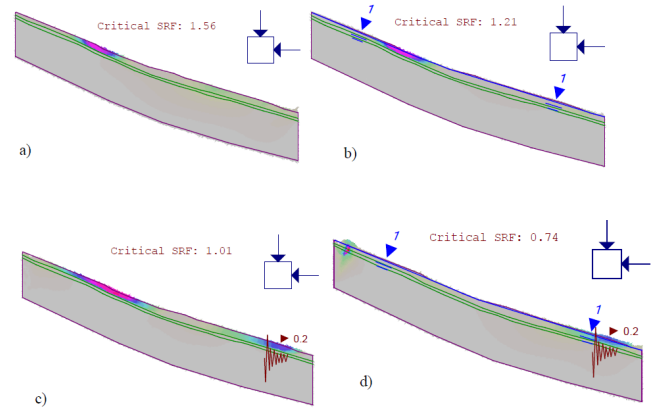 Critical SRF: 1.56
a)
1
Critical SRF: 1.21
1
b)
Critical SRF: 1.01
0.2
c)
1
Critical SRF: 0.74
1
0.2
d)